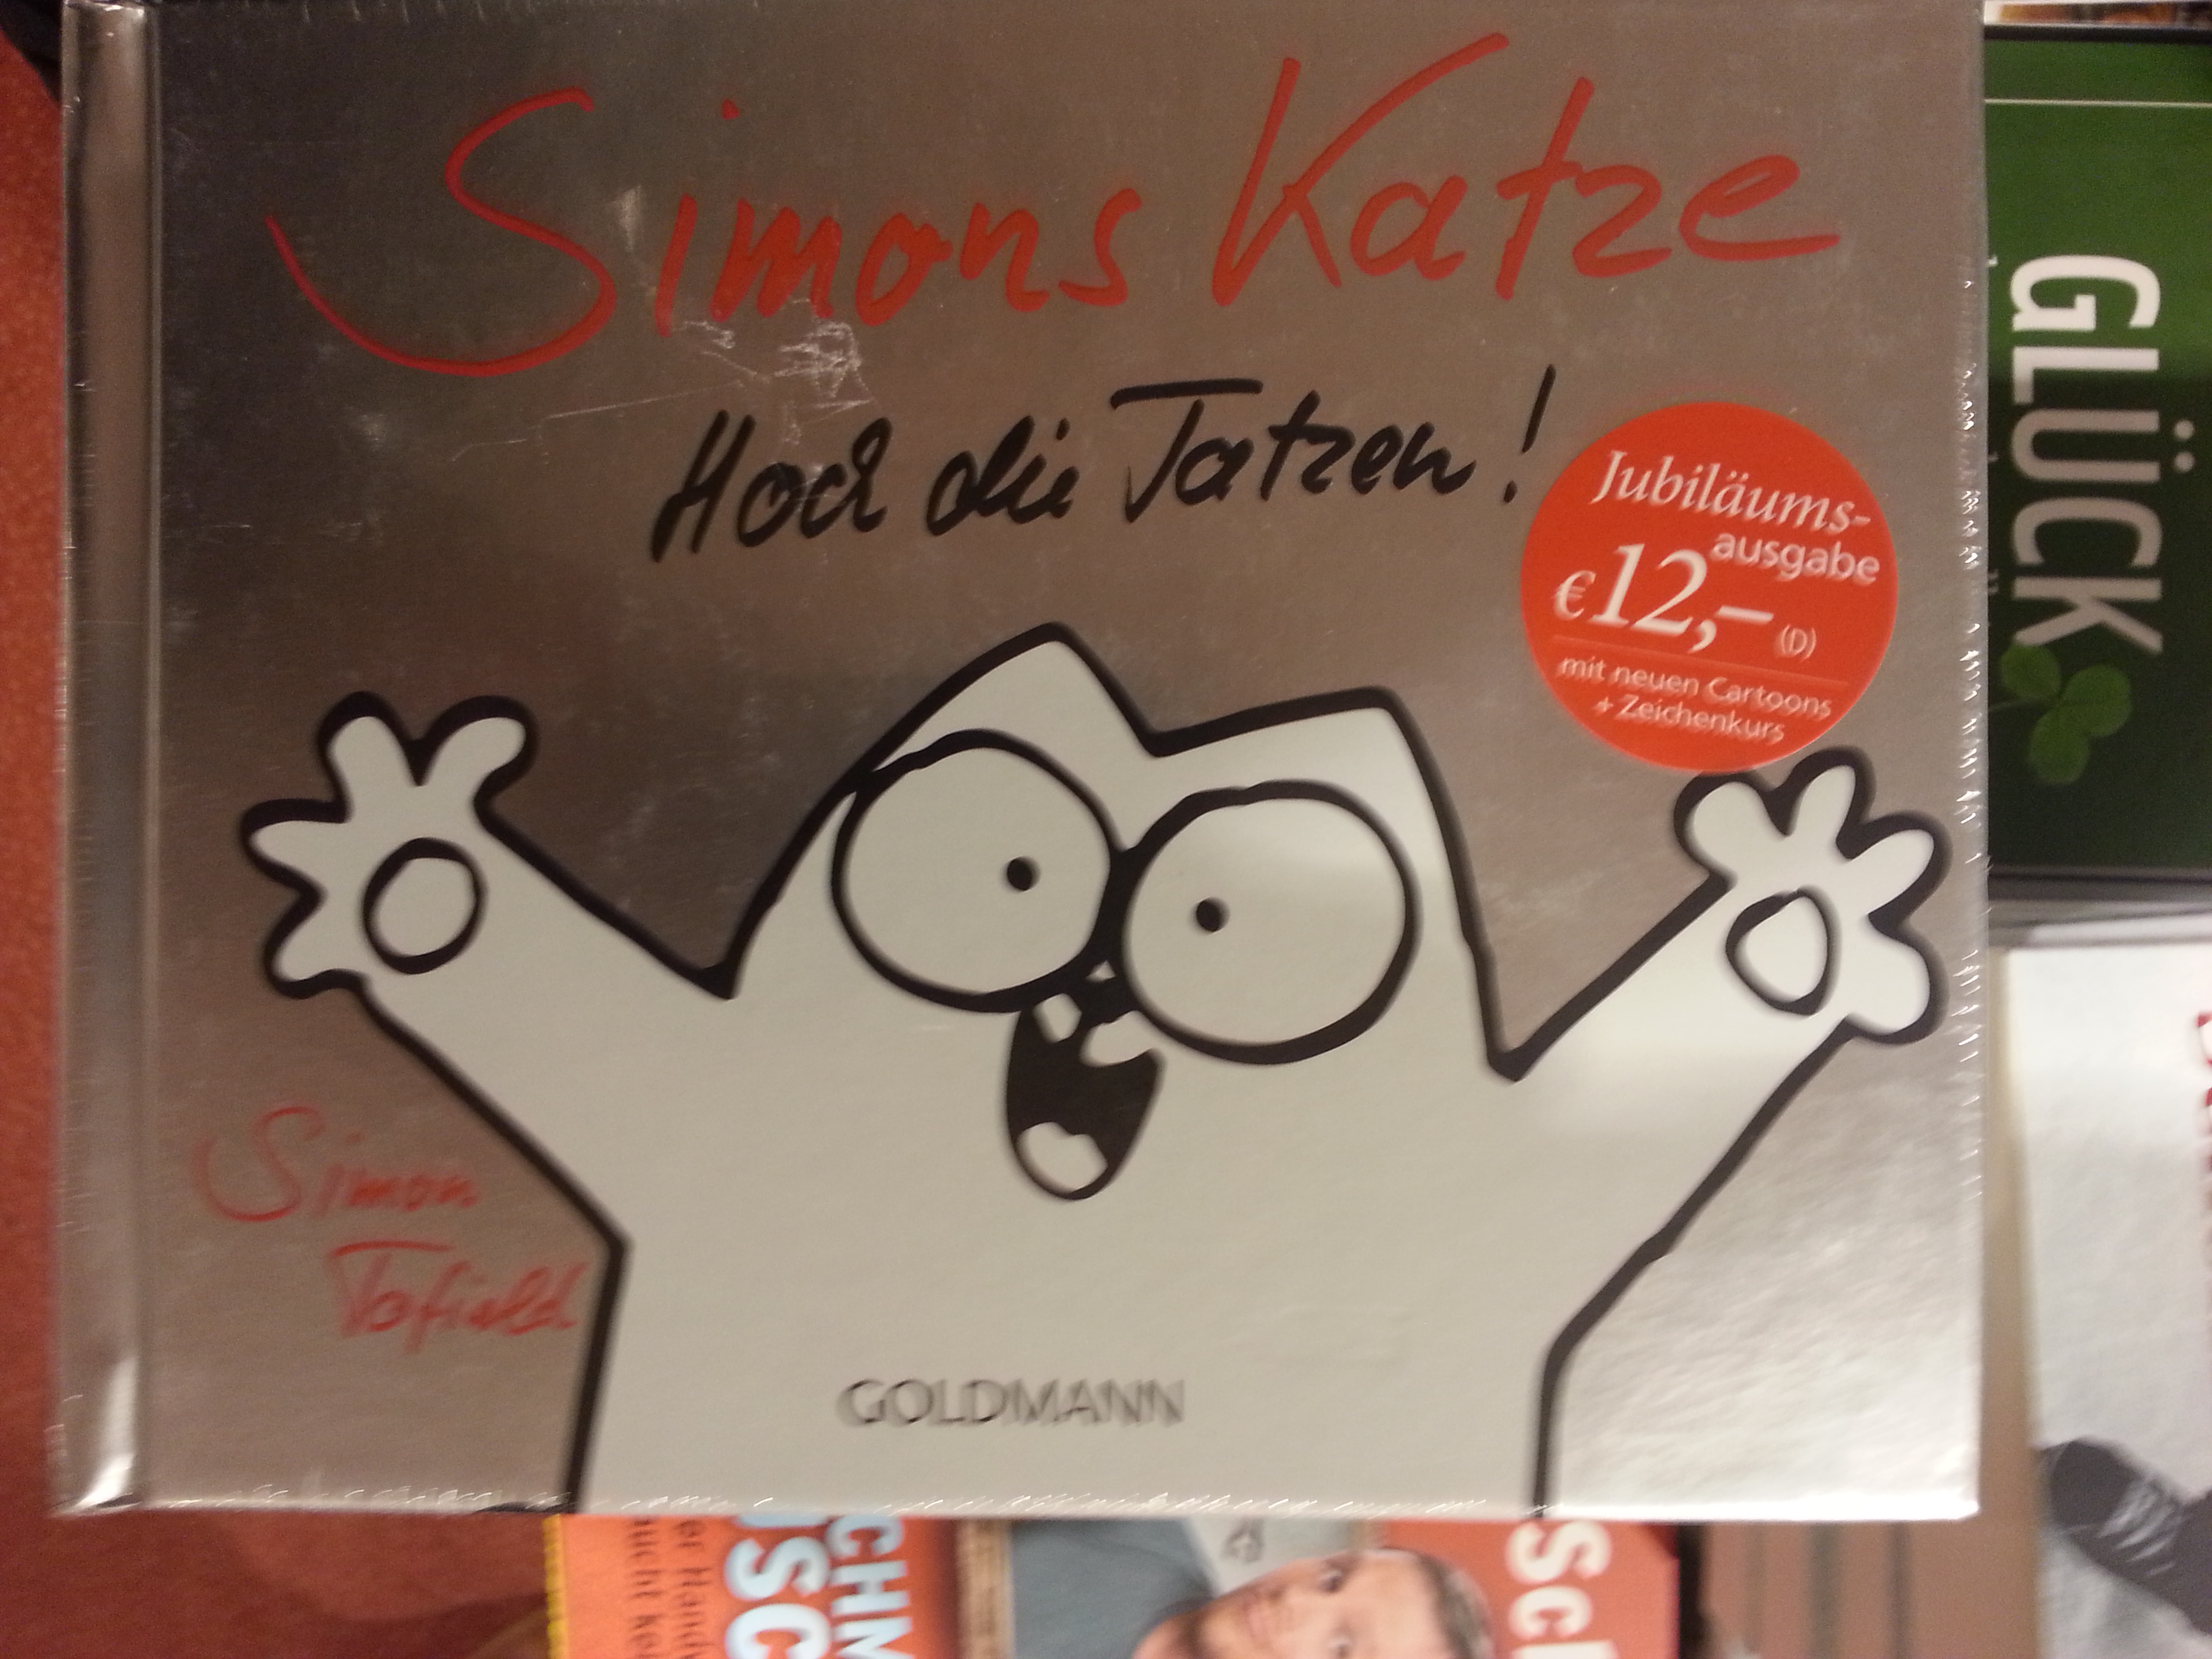 Simons Katze
Hoch die Tatzen!
Jubiläums-
ausgabe
€12,– (D)
mit neuen Cartoons
+ Zeichenkurs
Simon
Tofield
GOLDMANN
GLÜCK